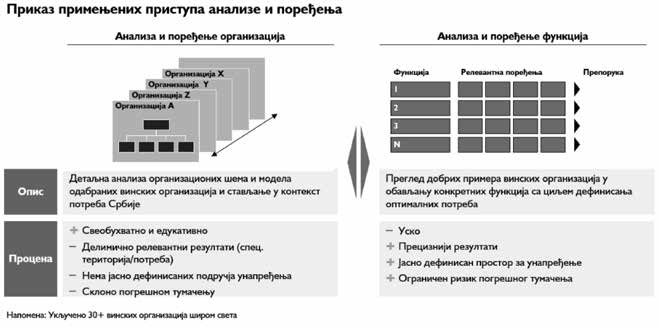 Приказ примењених приступа анализе и поређења
Анализа и поређење организација
Организација X
Организација Y
Организација Z
Организација А
Анализа и поређење функција
Функција
Релевантна поређења
Препорука
1
2
3
N
Опис
Детаљна анализа организационих шема и модела
одабраних винских организација и стављање у контекст
потреба Србије
Преглед добрих примера винских организација у
обављању конкретних функција са циљем дефинисања
оптималних потреба
Процена
+ Свеобухватно и едукативно
− Делимично релевантни резултати (спец.
територија/потреба)
− Нема јасно дефинисаних подручја унапређења
− Склоно погрешном тумачењу
− Уско
+ Прецизнији резултати
+ Јасно дефинисан простор за унапређење
+ Ограничен ризик погрешног тумачења
Напомена: Укључено 30+ винских организација широм света